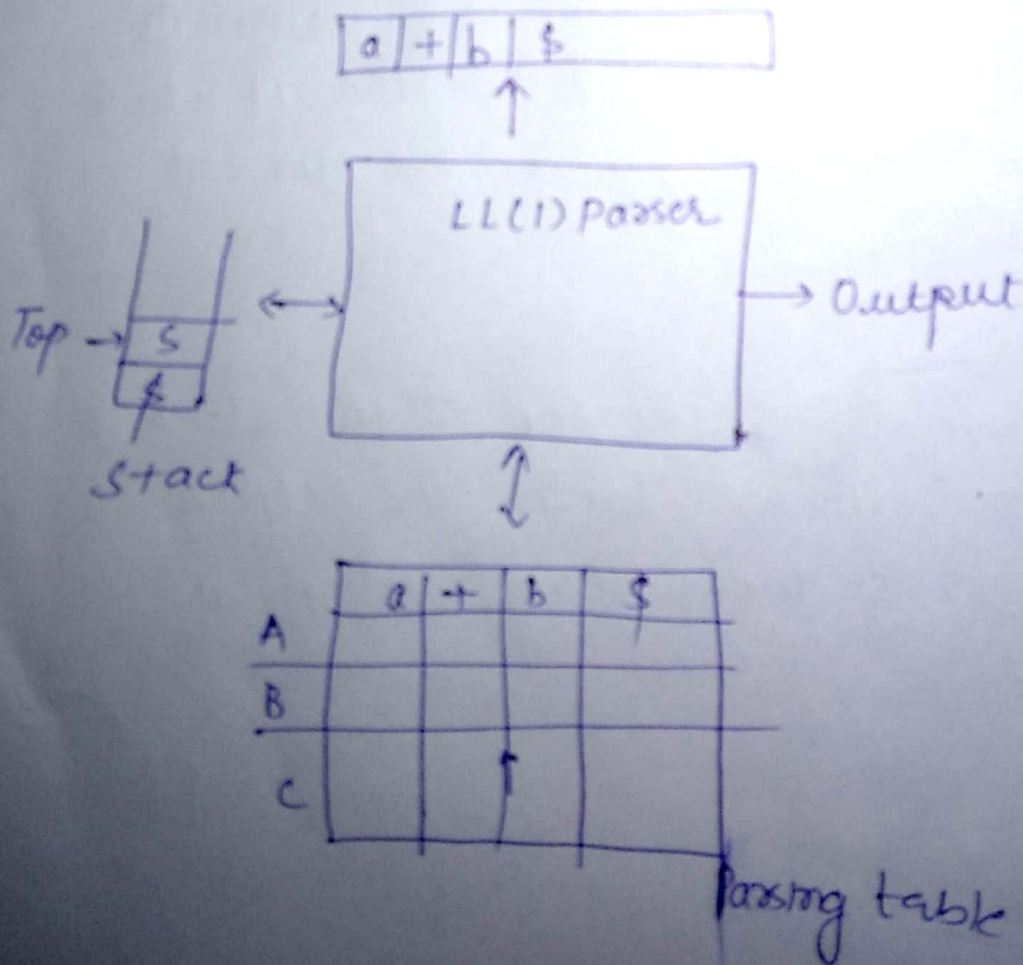 a + b $
LL(1) Parser
Top
S
$
Stack
Output
a + b $
A
B
C
Parsing table